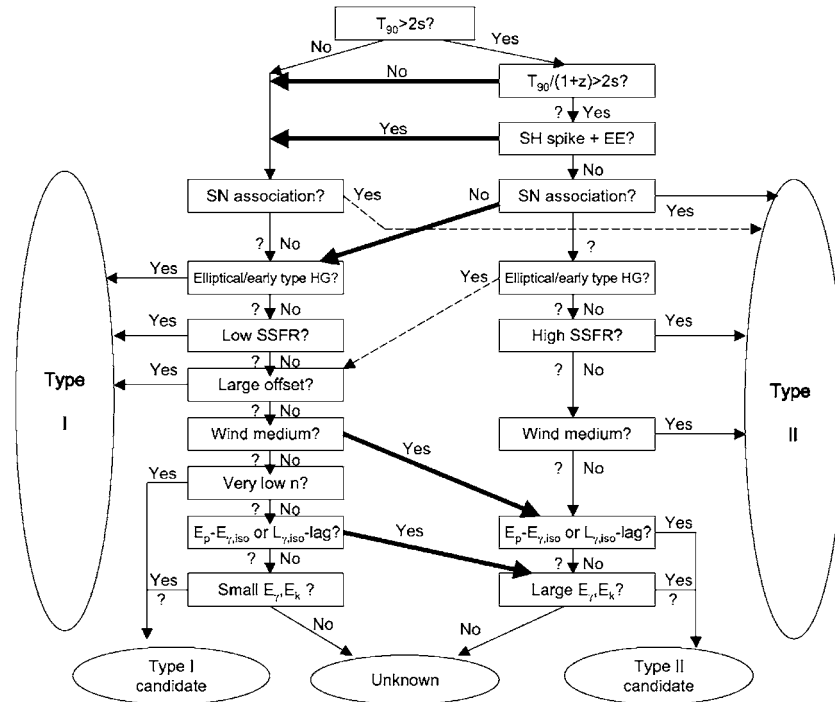 T₉₀>2s?
No Yes
No T₉₀/(1+z)>2s?
? Yes
Yes SH spike + EE?
No
SN association? Yes No SN association? Yes
? No ?
Yes Elliptical/early type HG? Yes Elliptical/early type HG?
? No ? No
Yes Low SSFR? High SSFR? Yes
? No
Type I
Yes Large offset? ? No
Type II
? No
Wind medium? Yes Wind medium? Yes
? No ? No
Yes Very low n?
? No
Eₚ-Eᵧ,iso or Lᵧ,iso-lag? Yes Eₚ-Eᵧ,iso or Lᵧ,iso-lag? Yes
? No ? No
Yes ? Small Eᵧ,Eₖ ? Large Eᵧ,Eₖ? Yes ?
No No
Type I candidate
Unknown
Type II candidate